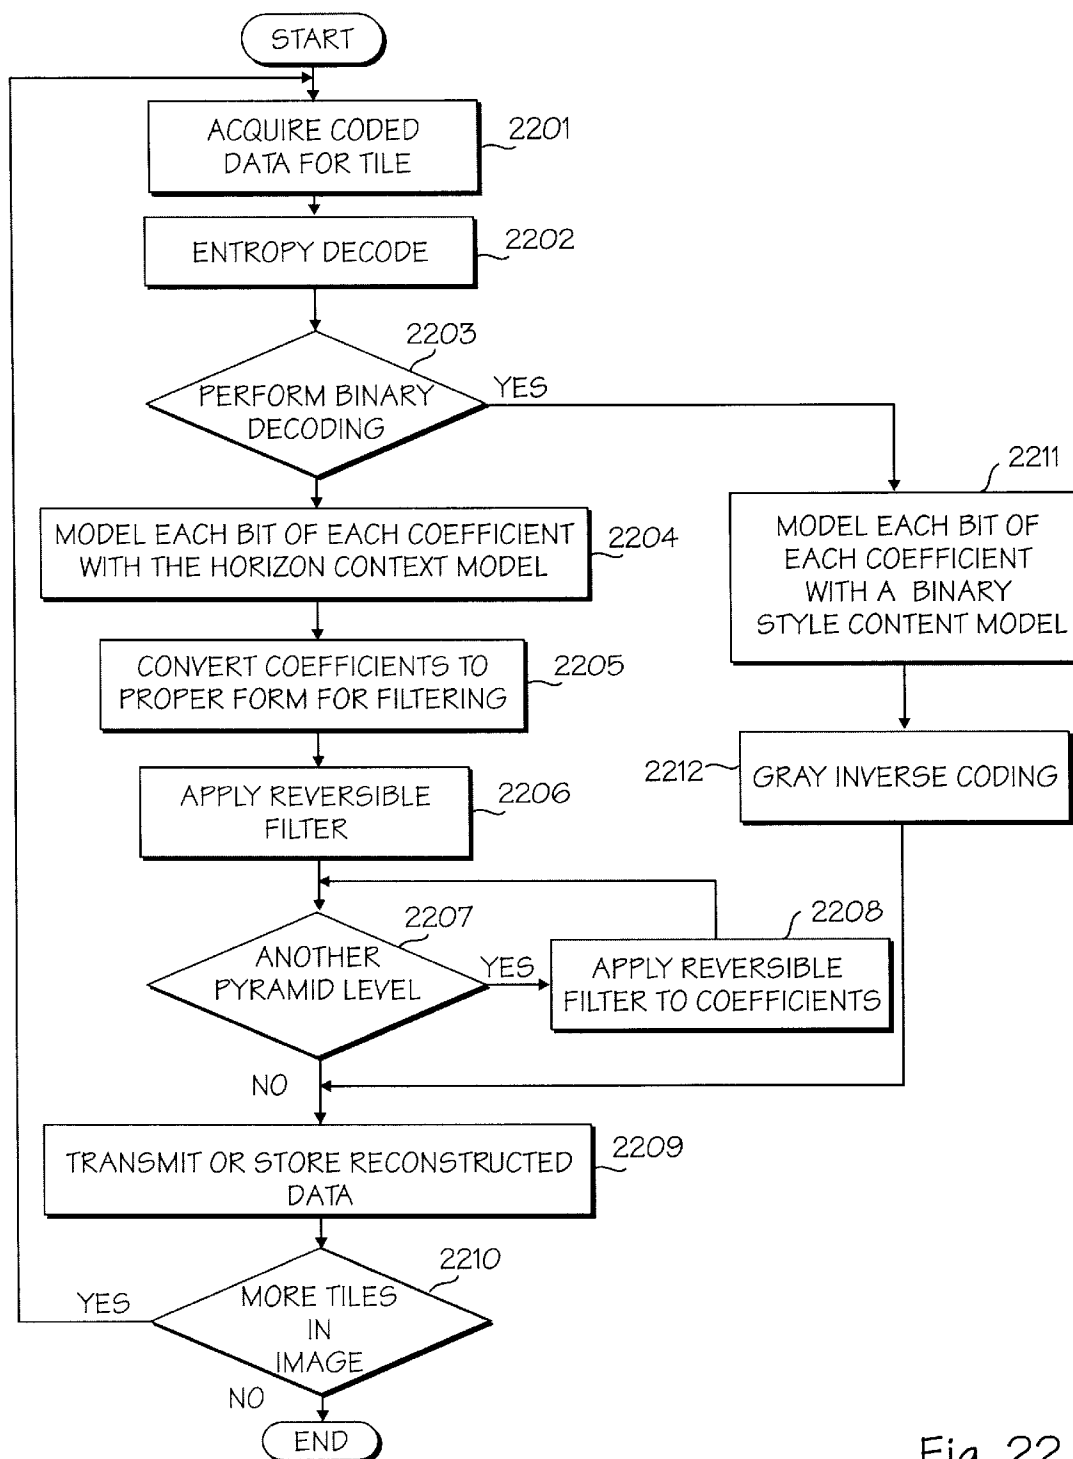 START
ACQUIRE CODED
DATA FOR TILE
2201
ENTROPY DECODE
2202
2203
PERFORM BINARY
DECODING
YES
MODEL EACH BIT OF EACH COEFFICIENT
WITH THE HORIZON CONTEXT MODEL
2204
2211
MODEL EACH BIT OF
EACH COEFFICIENT
WITH A BINARY
STYLE CONTENT MODEL
CONVERT COEFFICIENTS TO
PROPER FORM FOR FILTERING
2205
2212
GRAY INVERSE CODING
APPLY REVERSIBLE
FILTER
2206
2207
ANOTHER
PYRAMID LEVEL
YES
2208
APPLY REVERSIBLE
FILTER TO COEFFICIENTS
NO
TRANSMIT OR STORE RECONSTRUCTED
DATA
2209
2210
MORE TILES
IN
IMAGE
YES
NO
END
Fig. 22